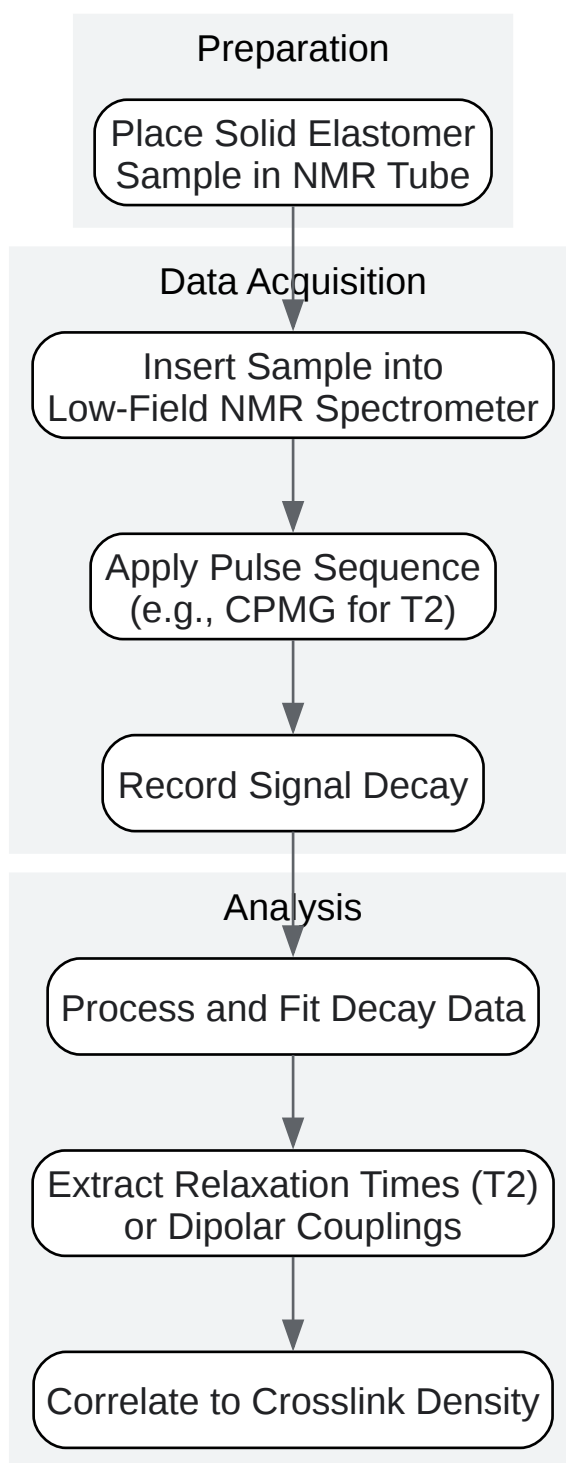 Preparation
Place Solid Elastomer
Sample in NMR Tube
Data Acquisition
Insert Sample into
Low-Field NMR Spectrometer
Apply Pulse Sequence
(e.g., CPMG for T2)
Record Signal Decay
Analysis
Process and Fit Decay Data
Extract Relaxation Times (T2)
or Dipolar Couplings
Correlate to Crosslink Density